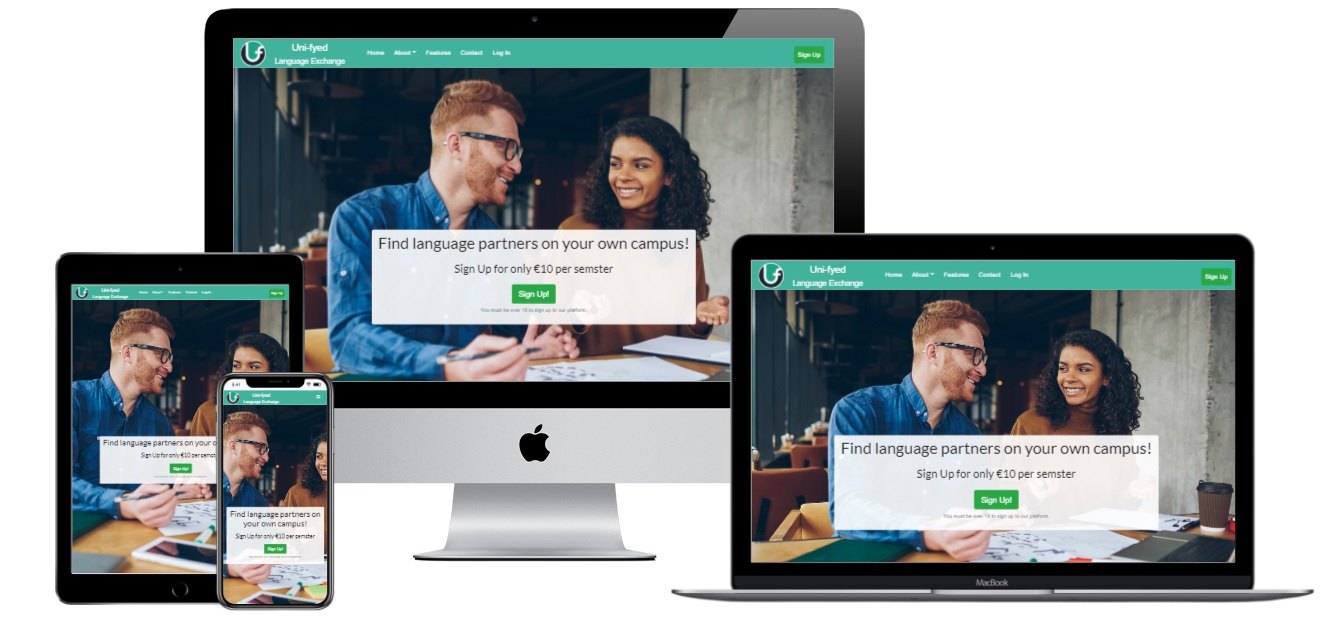 Uni-fyed
Language Exchange
Home About Features Contact Log In
Sign Up
Find language partners on your own campus!
Sign Up for only €10 per semster
Sign Up!
You must be over 18 to sign up to our platform.
Uni-fyed
Language Exchange
Home About Features Contact Log In
Sign Up
Find language partners on your own campus!
Sign Up for only €10 per semster
Sign Up!
You must be over 18 to sign up to our platform.
MacBook
Uni-fyed
Language Exchange
Home About Features Contact Log In
Sign Up
Find language partners on your o
Sign Up for only €10 per semst
Sign Up!
Uni-fyed
Language Exchange
Find language partners on
your own campus!
Sign Up for only €10 per semster
Sign Up!